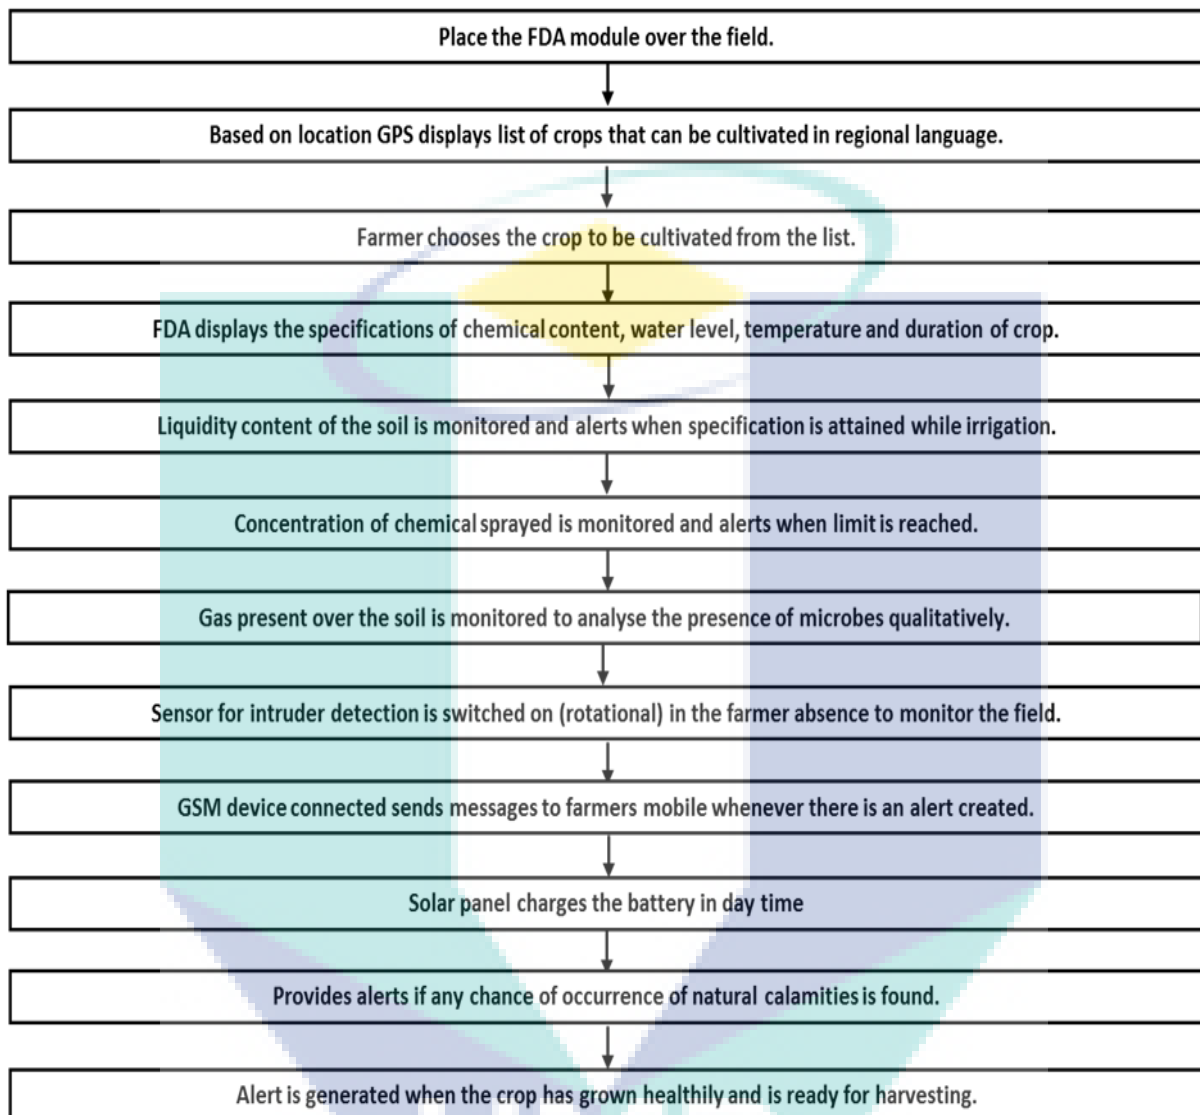 Place the FDA module over the field.
Based on location GPS displays list of crops that can be cultivated in regional language.
Farmer chooses the crop to be cultivated from the list.
FDA displays the specifications of chemical content, water level, temperature and duration of crop.
Liquidity content of the soil is monitored and alerts when specification is attained while irrigation.
Concentration of chemical sprayed is monitored and alerts when limit is reached.
Gas present over the soil is monitored to analyse the presence of microbes qualitatively.
Sensor for intruder detection is switched on (rotational) in the farmer absence to monitor the field.
GSM device connected sends messages to farmers mobile whenever there is an alert created.
Solar panel charges the battery in day time
Provides alerts if any chance of occurrence of natural calamities is found.
Alert is generated when the crop has grown healthily and is ready for harvesting.